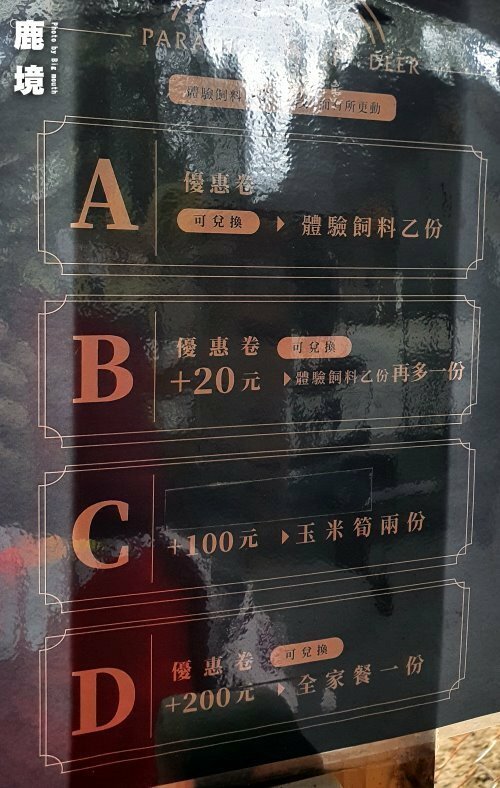 鹿境
Photo by Big mouth
DEER
體驗飼料
所更動
A
優惠卷
可兌換
體驗飼料乙份
B
優惠卷 可兌換
+20元 體驗飼料乙份再多一份
C
+100元 玉米筍兩份
D
優惠卷 可兌換
+200元 全家餐一份